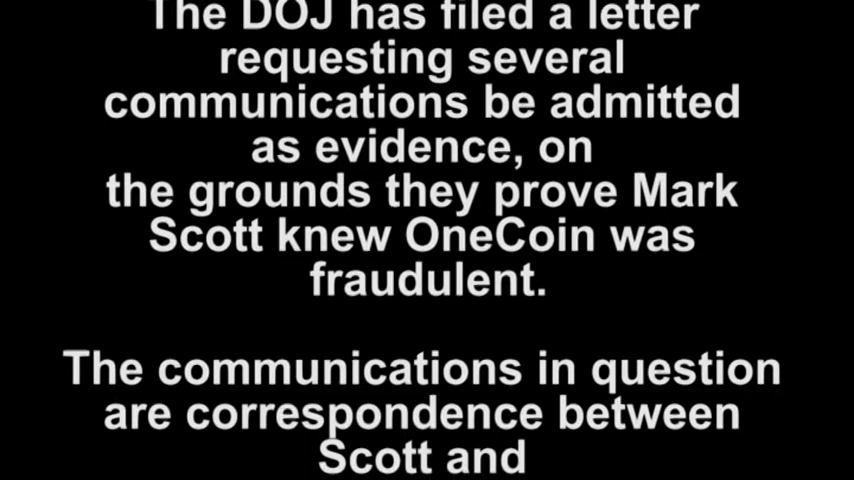 The DOJ has filed a letter
requesting several
communications be admitted
as evidence, on
the grounds they prove Mark
Scott knew OneCoin was
fraudulent.
The communications in question
are correspondence between
Scott and